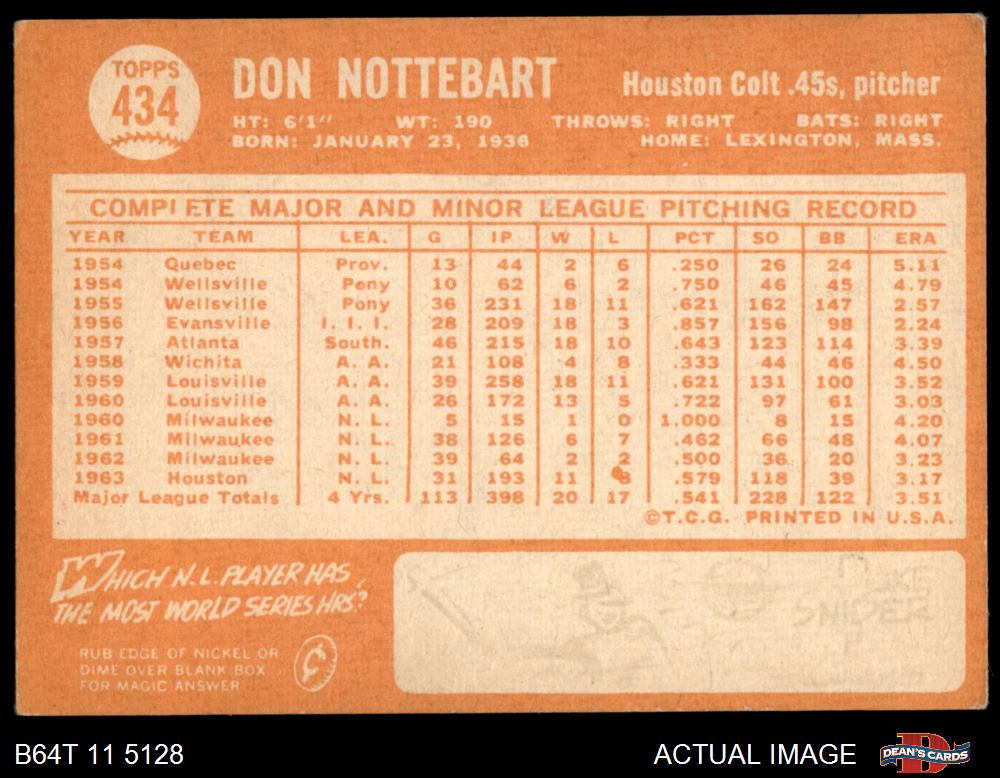 TOPPS
434
DON NOTTEBART
Houston Colt .45s, pitcher
HT: 6'1" WT: 190 THROWS: RIGHT BATS: RIGHT
BORN: JANUARY 23, 1936 HOME: LEXINGTON, MASS.
COMPLETE MAJOR AND MINOR LEAGUE PITCHING RECORD
YEAR TEAM LEA. G IP W L PCT SO BB ERA
1954 Quebec Prov. 13 44 2 6 .250 26 24 5.11
1954 Wellsville Pony 10 62 6 2 .750 46 45 4.79
1955 Wellsville Pony 36 231 18 11 .621 162 147 2.57
1956 Evansville I. I. I. 28 209 18 3 .857 156 98 2.24
1957 Atlanta South. 46 215 18 10 .643 123 114 3.39
1958 Wichita A. A. 21 108 4 8 .333 44 46 4.50
1959 Louisville A. A. 39 258 18 11 .621 131 100 3.52
1960 Louisville A. A. 26 172 13 5 .722 97 61 3.03
1960 Milwaukee N. L. 5 15 1 0 1.000 8 15 4.20
1961 Milwaukee N. L. 38 126 6 7 .462 66 48 4.07
1962 Milwaukee N. L. 39 64 2 2 .500 36 20 3.23
1963 Houston N. L. 31 193 11 8 .579 118 39 3.17
Major League Totals 4 Yrs. 113 398 20 17 .541 228 122 3.51
©T.C.G. PRINTED IN U.S.A.
WHICH N.L. PLAYER HAS
THE MOST WORLD SERIES HRS?
RUB EDGE OF NICKEL OR
DIME OVER BLANK BOX
FOR MAGIC ANSWER
¢
SNIDER
B64T 11 5128
ACTUAL IMAGE
DEAN'S CARDS